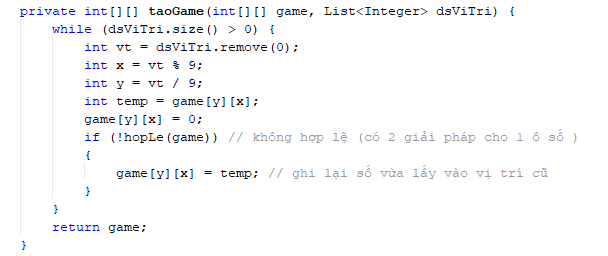 private int[][] taoGame(int[][] game, List<Integer> dsViTri) {
while (dsViTri.size() > 0) {
int vt = dsViTri.remove(0);
int x = vt % 9;
int y = vt / 9;
int temp = game[y][x];
game[y][x] = 0;
if (!hopLe(game)) // không hợp lệ (có 2 giải pháp cho 1 ô số )
{
game[y][x] = temp; // ghi lại số vừa lấy vào vị trí cũ
}
}
return game;
}